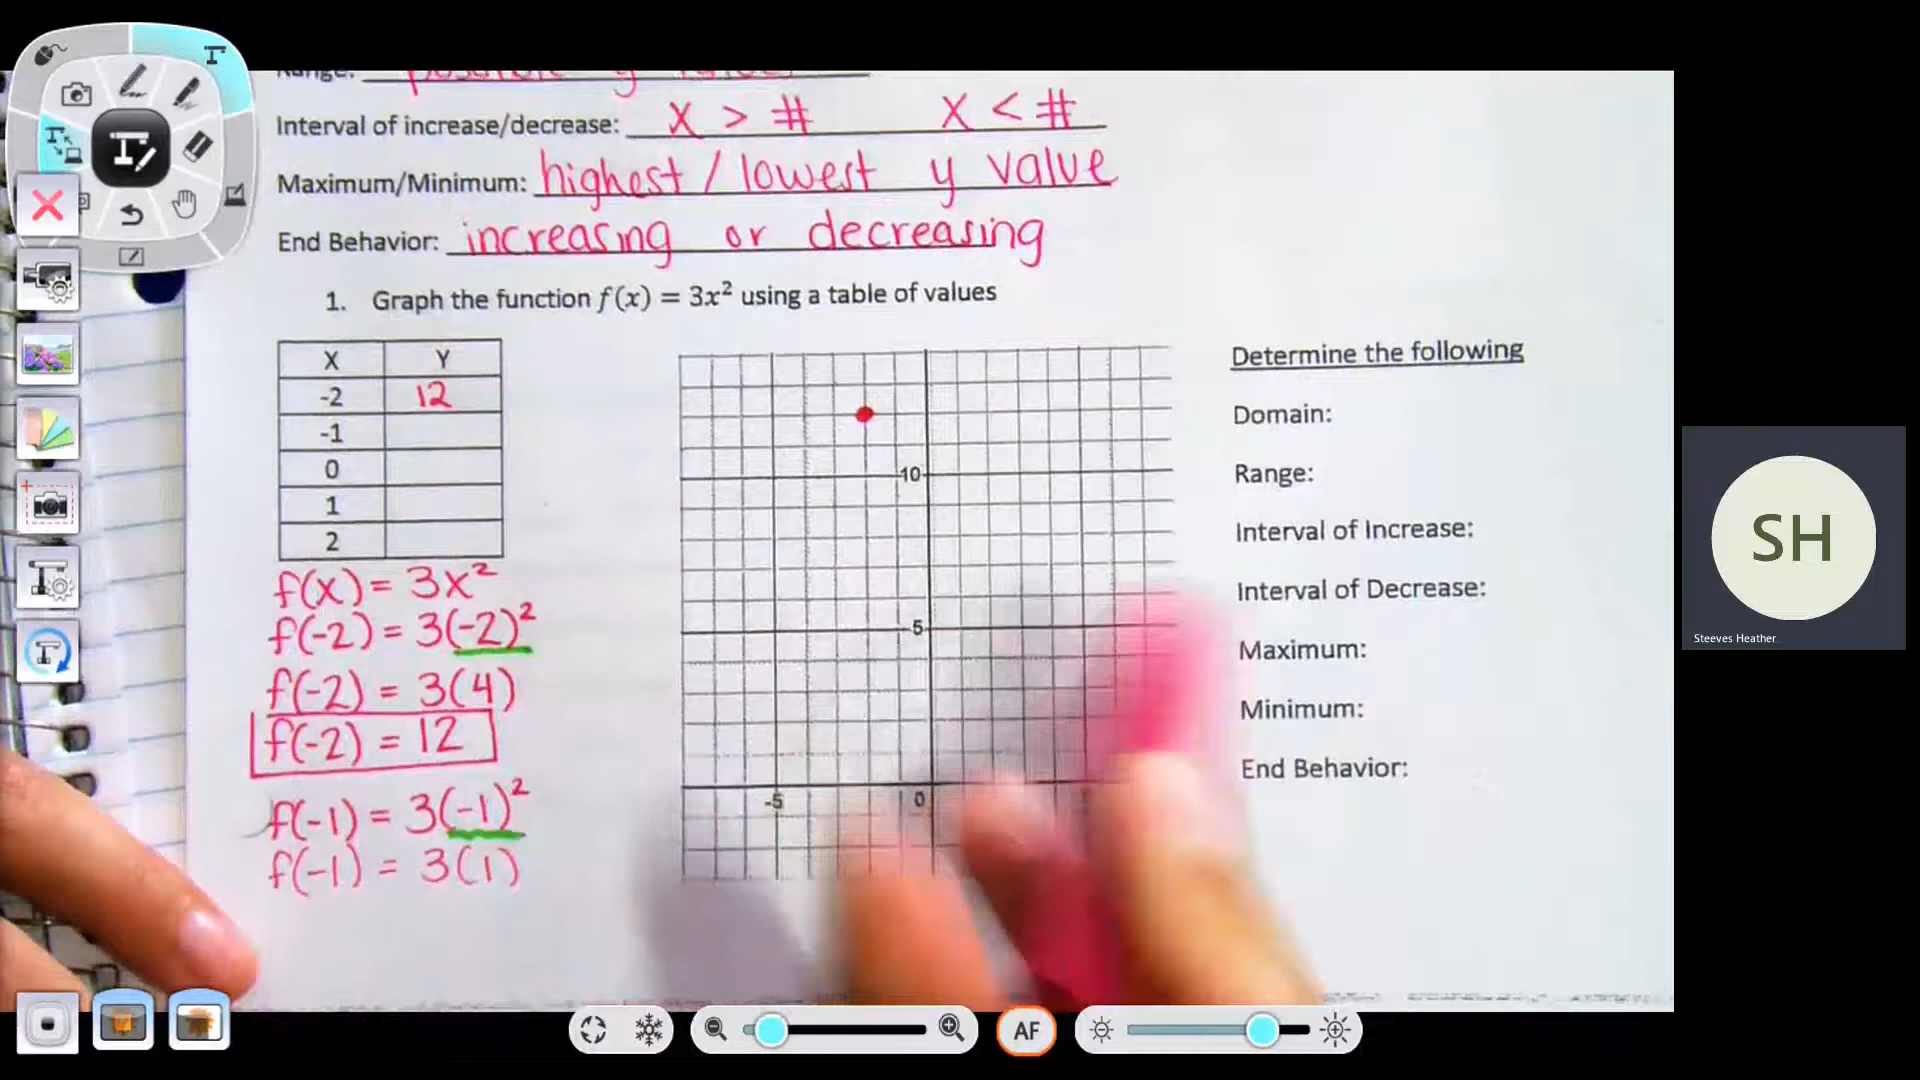 Range: possible y values
Interval of increase/decrease: x > # x < #
Maximum/Minimum: highest / lowest y value
End Behavior: increasing or decreasing
1. Graph the function f(x) = 3x² using a table of values
X Y
-2 12
-1
0
1
2
f(x) = 3x²
f(-2) = 3(-2)²
f(-2) = 3(4)
f(-2) = 12
f(-1) = 3(-1)²
f(-1) = 3(1)
10
5
-5 0
Determine the following
Domain:
Range:
Interval of Increase:
Interval of Decrease:
Maximum:
Minimum:
End Behavior:
SH
Steeves Heather
AF